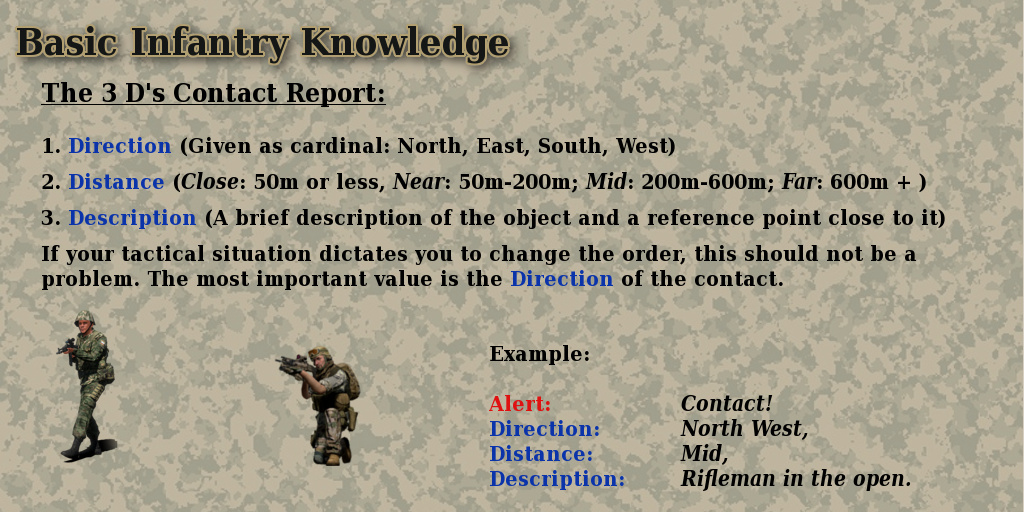 Basic Infantry Knowledge
The 3 D's Contact Report:
1. Direction (Given as cardinal: North, East, South, West)
2. Distance (Close: 50m or less, Near: 50m-200m; Mid: 200m-600m; Far: 600m + )
3. Description (A brief description of the object and a reference point close to it)
If your tactical situation dictates you to change the order, this should not be a
problem. The most important value is the Direction of the contact.
Example:
Alert: Contact!
Direction: North West,
Distance: Mid,
Description: Rifleman in the open.